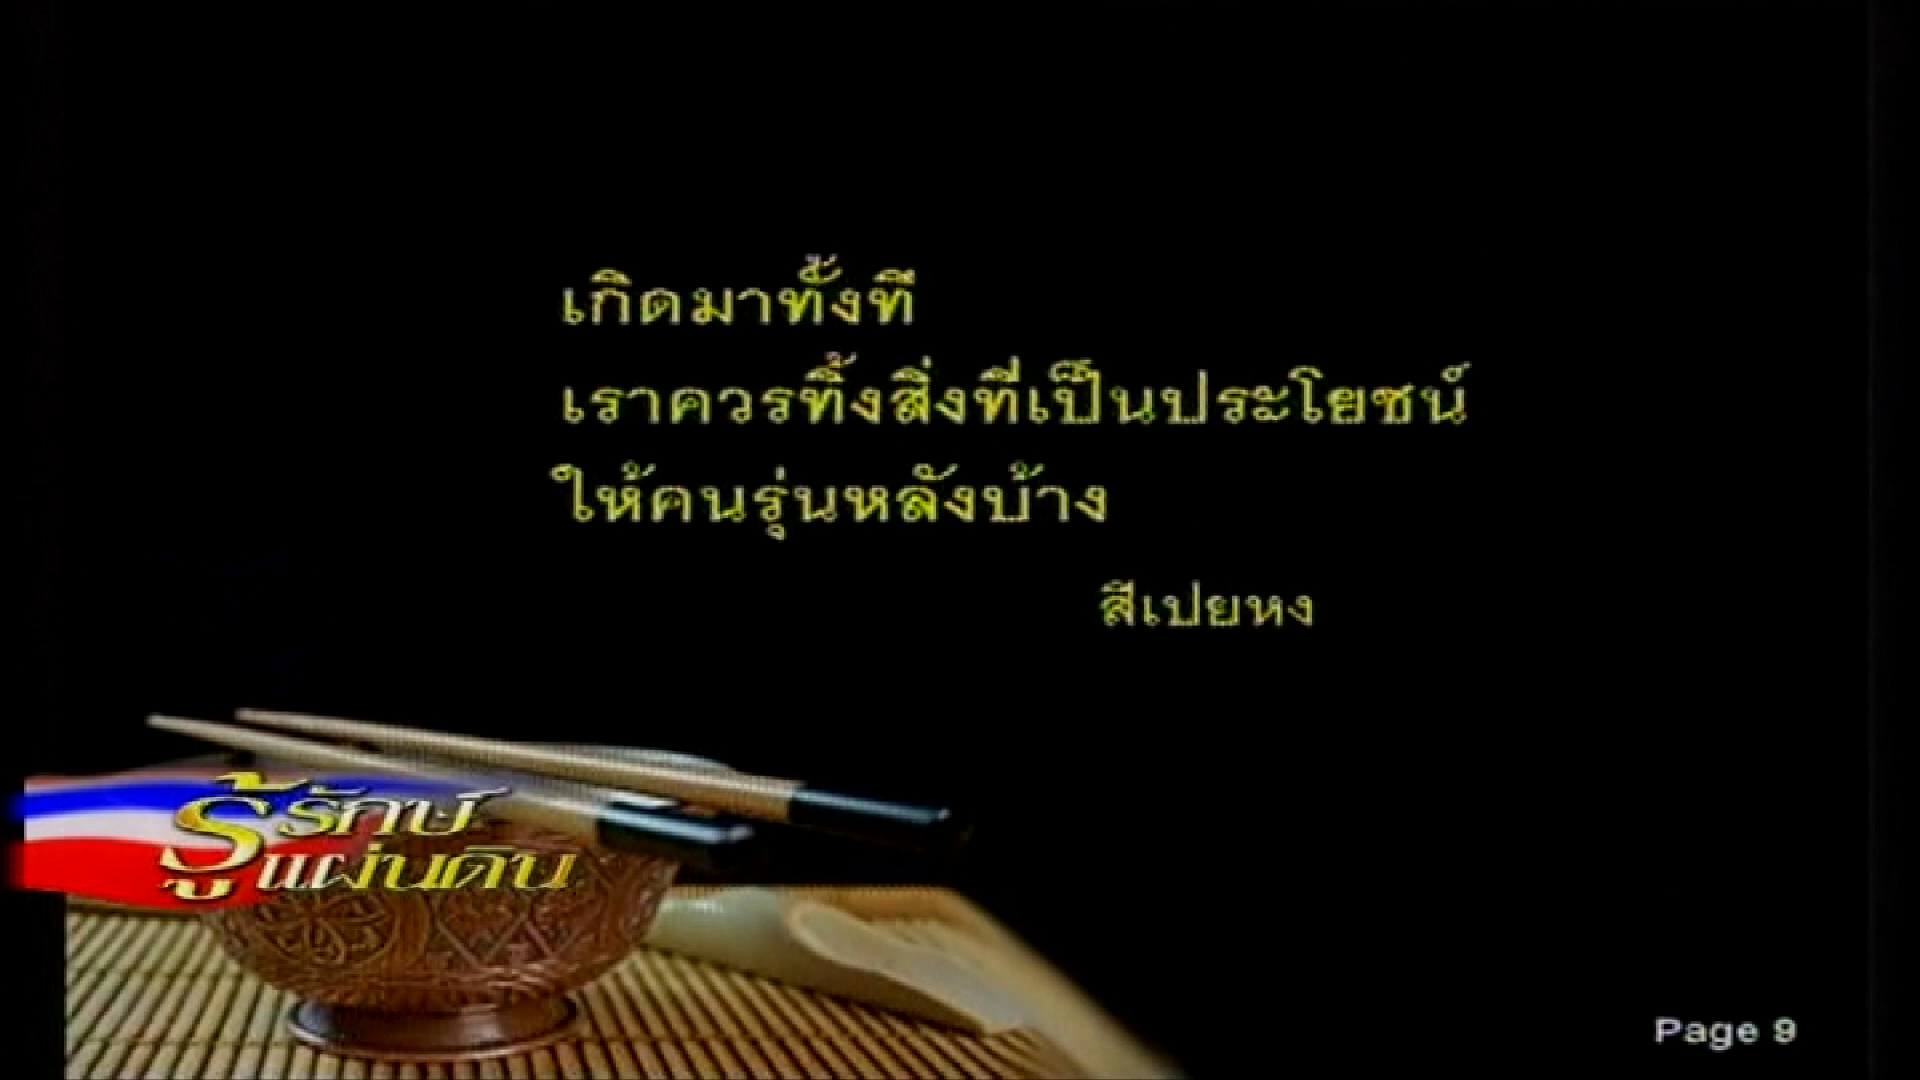 เกิดมาทั้งที
เราควรทิ้งสิ่งที่เป็นประโยชน์
ให้คนรุ่นหลังบ้าง
สีเปยหง
รู้รักษ์
แผ่นดิน
Page 9